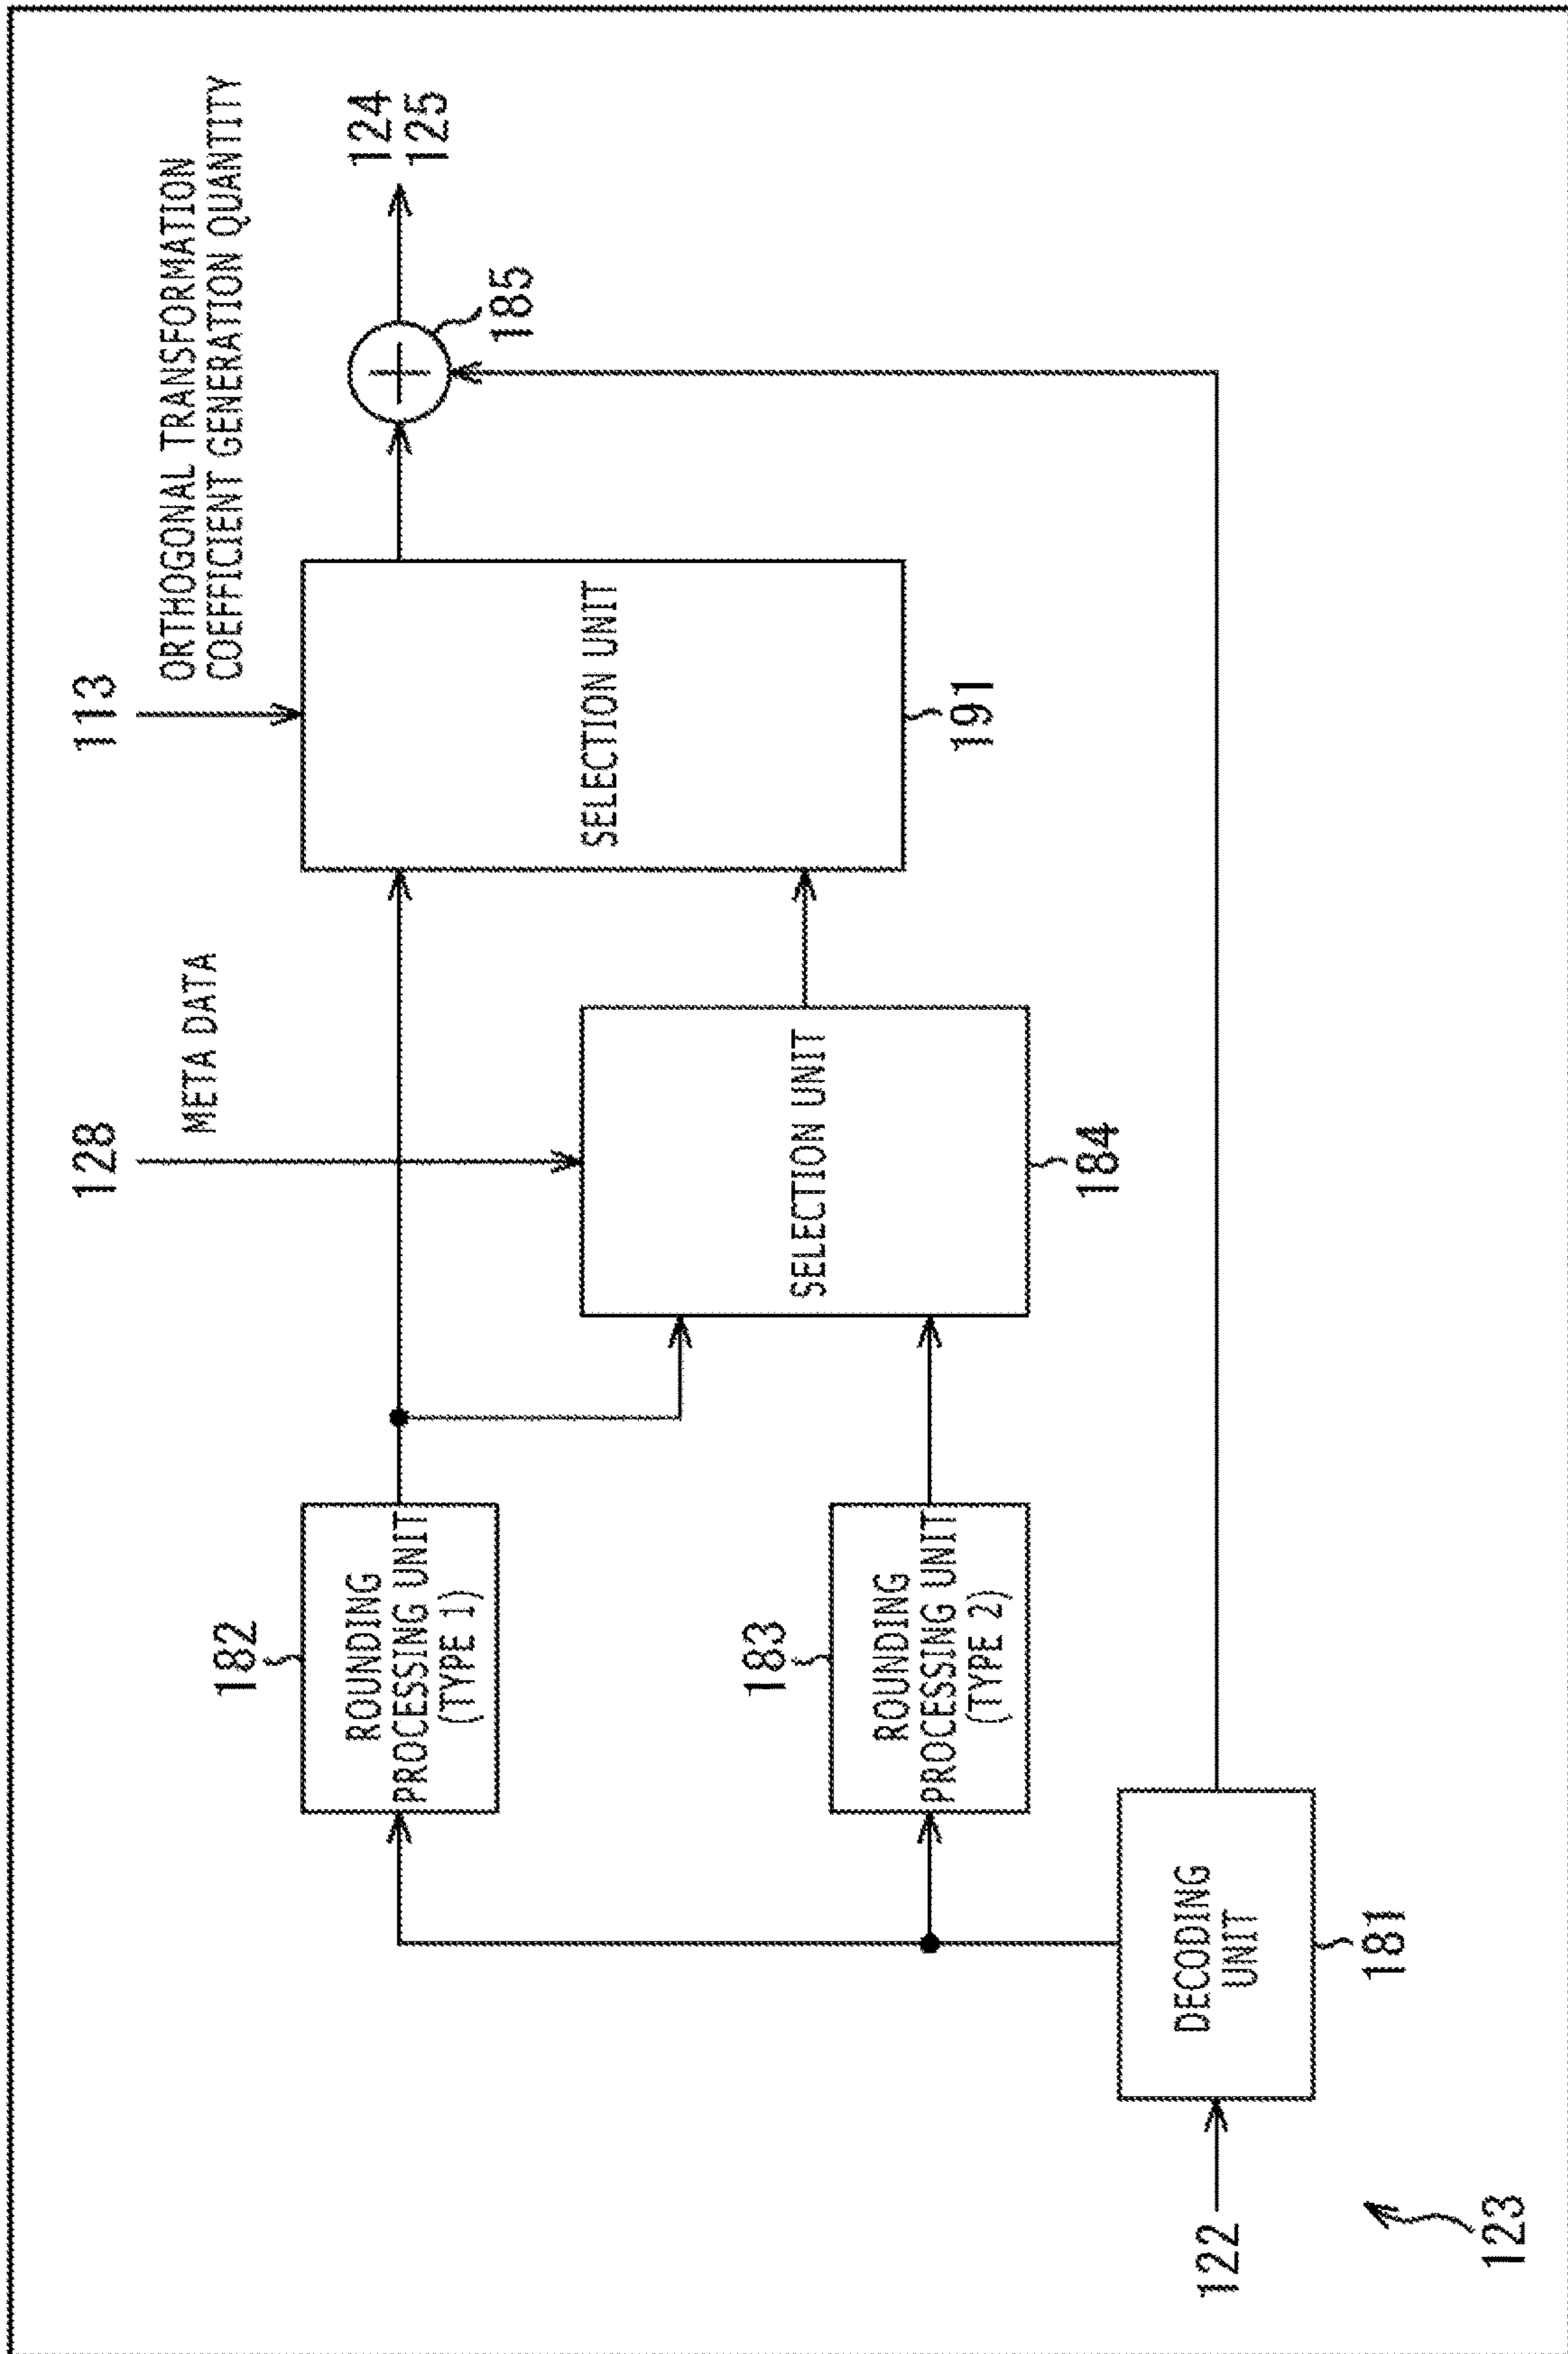 113
ORTHOGONAL TRANSFORMATION
COEFFICIENT GENERATION QUANTITY
128
META DATA
124
125
185
182
ROUNDING
PROCESSING UNIT
(TYPE 1)
SELECTION UNIT
191
SELECTION UNIT
184
183
ROUNDING
PROCESSING UNIT
(TYPE 2)
122
DECODING
UNIT
181
123